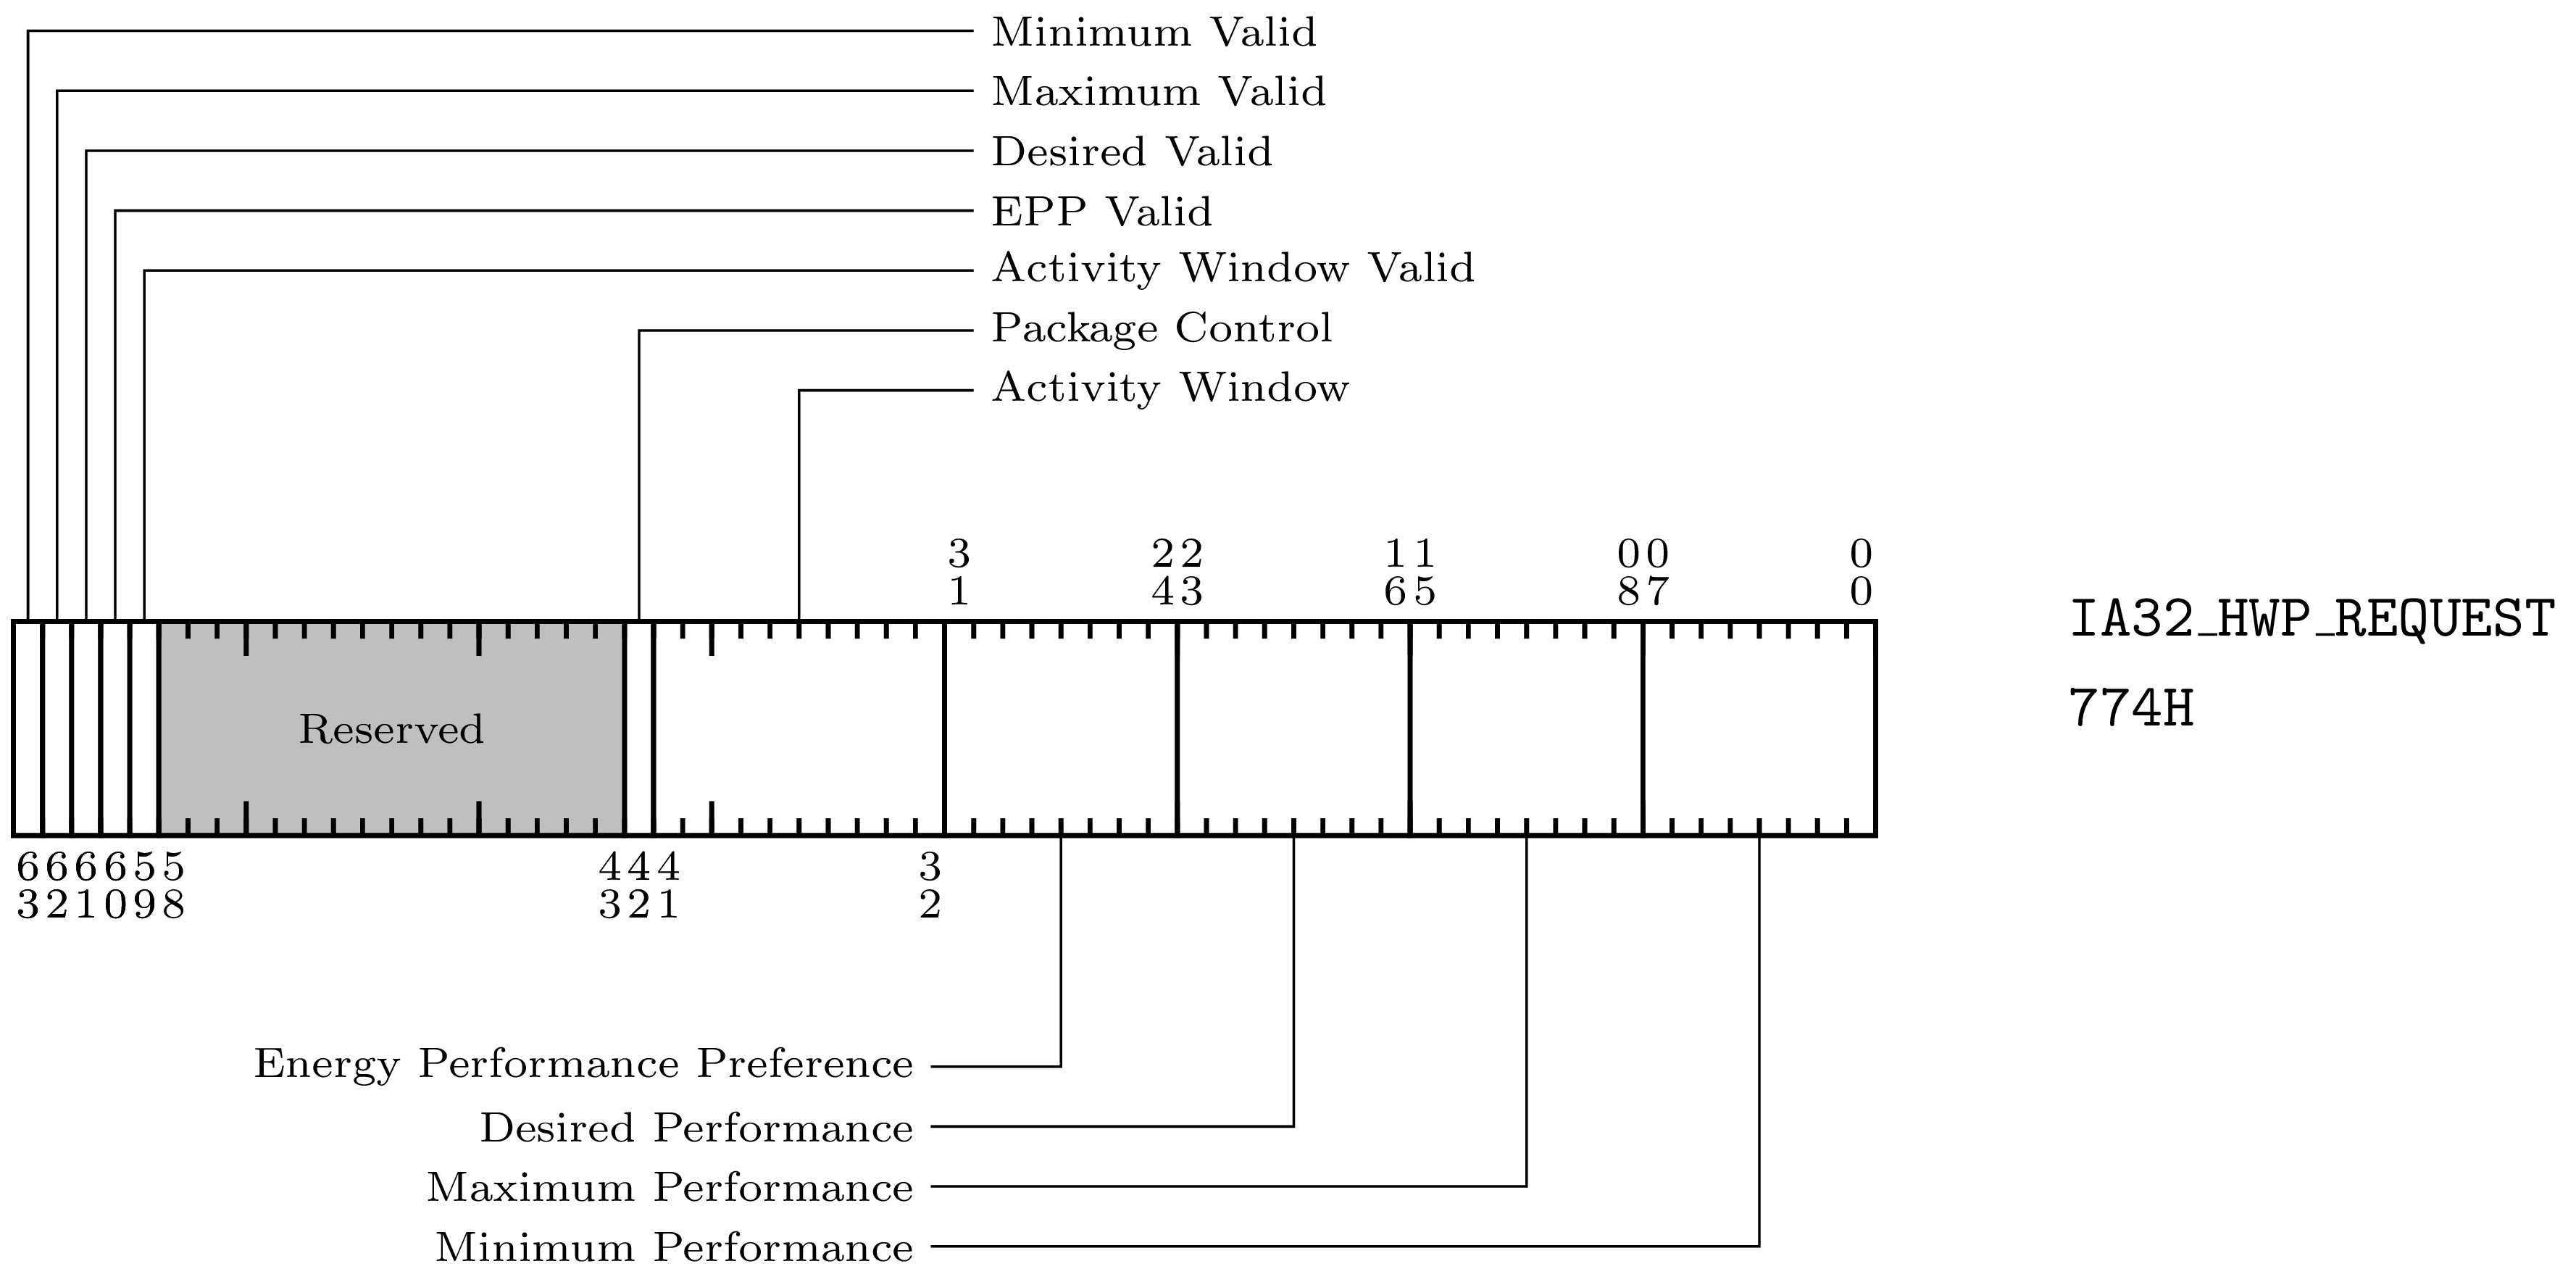 Minimum Valid
Maximum Valid
Desired Valid
EPP Valid
Activity Window Valid
Package Control
Activity Window
3 22 11 00 0
1 43 65 87 0
IA32_HWP_REQUEST
774H
Reserved
666655 444 3
321098 321 2
Energy Performance Preference
Desired Performance
Maximum Performance
Minimum Performance